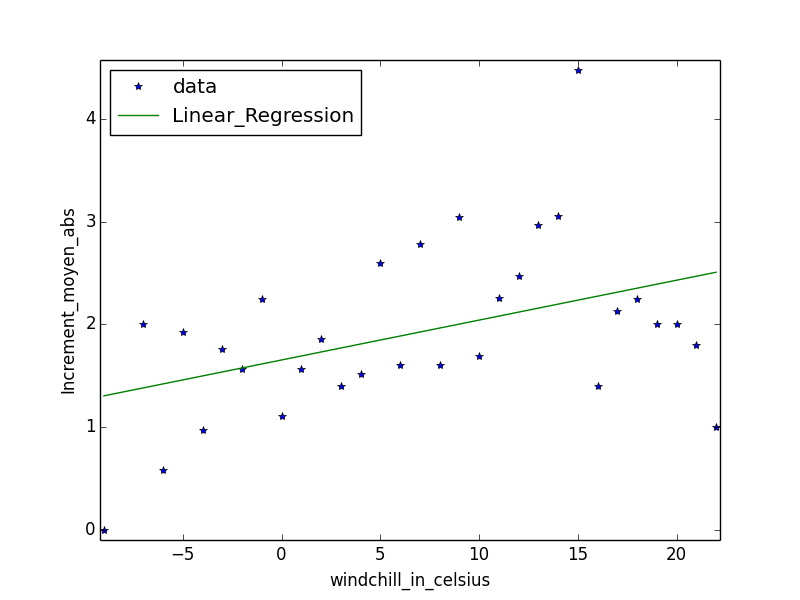 data
Linear_Regression
4
3
2
1
0
Increment_moyen_abs
−5
0
5
10
15
20
windchill_in_celsius